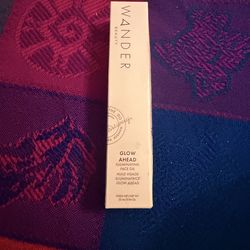 WANDER
BEAUTY
GLOW
AHEAD
ILLUMINATING
FACE OIL
HUILE VISAGE
ILLUMINATRICE
GLOW AHEAD